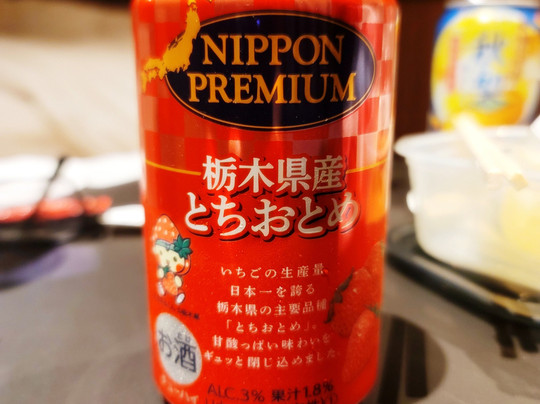 NIPPON
PREMIUM
栃木県産
とちおとめ
いちごの生産量、
日本一を誇る
栃木県の主要品種
「とちおとめ」。
甘酸っぱい味わいを
ギュッと閉じ込めました。
お酒
ALC.3% 果汁1.8%